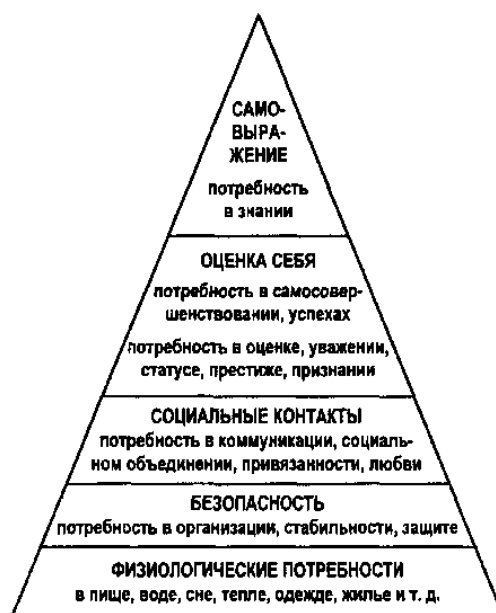 САМО-
ВЫРА-
ЖЕНИЕ
потребность
в знании
ОЦЕНКА СЕБЯ
потребность в самосовер-
шенствовании, успехах
потребность в оценке, уважении,
статусе, престиже, признании
СОЦИАЛЬНЫЕ КОНТАКТЫ
потребность в коммуникации, социаль-
ном объединении, привязанности, любви
БЕЗОПАСНОСТЬ
потребность в организации, стабильности, защите
ФИЗИОЛОГИЧЕСКИЕ ПОТРЕБНОСТИ
в пище, воде, сне, тепле, одежде, жилье и т. д.